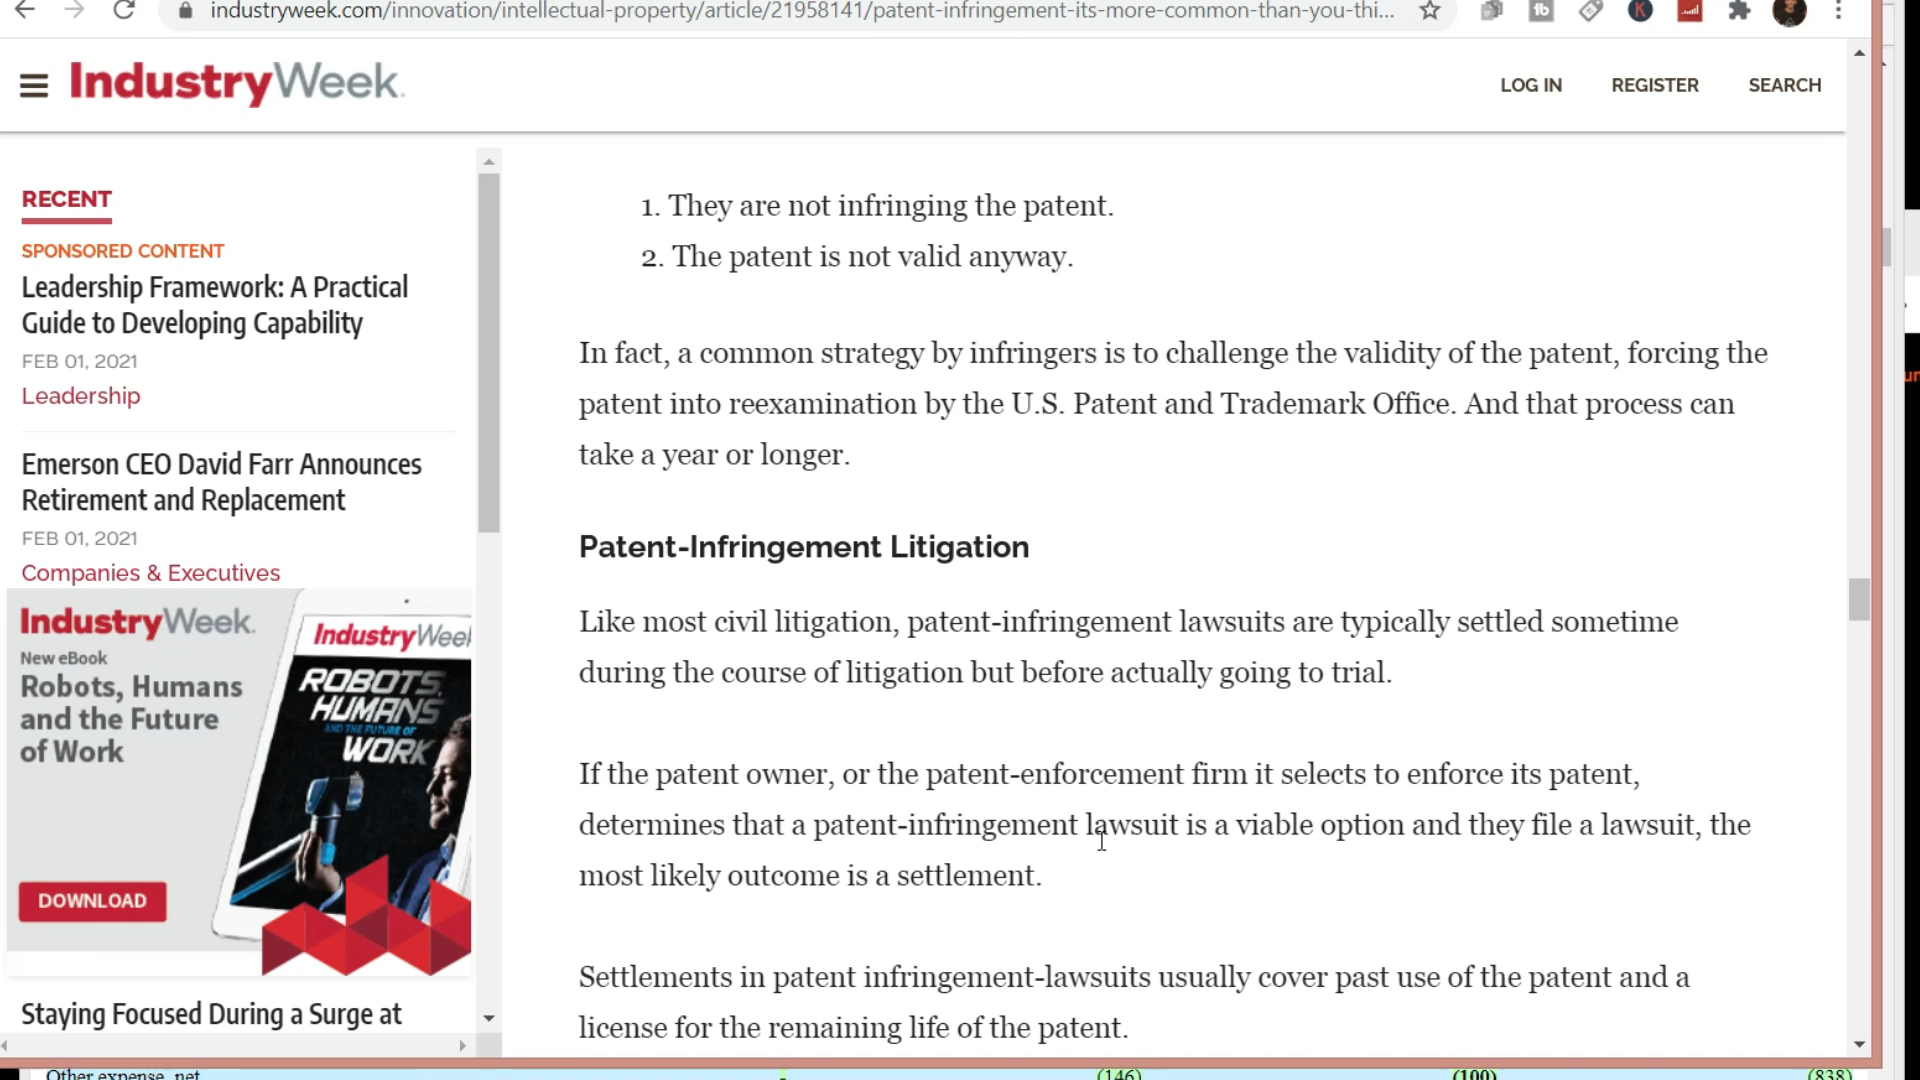 industryweek.com/innovation/intellectual-property/article/21958141/patent-infringement-its-more-common-than-you-thi...
IndustryWeek.
LOG IN
REGISTER
SEARCH
RECENT
SPONSORED CONTENT
Leadership Framework: A Practical
Guide to Developing Capability
FEB 01, 2021
Leadership
Emerson CEO David Farr Announces
Retirement and Replacement
FEB 01, 2021
Companies & Executives
IndustryWeek.
New eBook
Robots, Humans
and the Future
of Work
DOWNLOAD
IndustryWeek
ROBOTS,
HUMANS
AND THE FUTURE OF
WORK
Staying Focused During a Surge at
1. They are not infringing the patent.
2. The patent is not valid anyway.
In fact, a common strategy by infringers is to challenge the validity of the patent, forcing the
patent into reexamination by the U.S. Patent and Trademark Office. And that process can
take a year or longer.
Patent-Infringement Litigation
Like most civil litigation, patent-infringement lawsuits are typically settled sometime
during the course of litigation but before actually going to trial.
If the patent owner, or the patent-enforcement firm it selects to enforce its patent,
determines that a patent-infringement lawsuit is a viable option and they file a lawsuit, the
most likely outcome is a settlement.
Settlements in patent infringement-lawsuits usually cover past use of the patent and a
license for the remaining life of the patent.
Other expense, net (146) (100) (838)